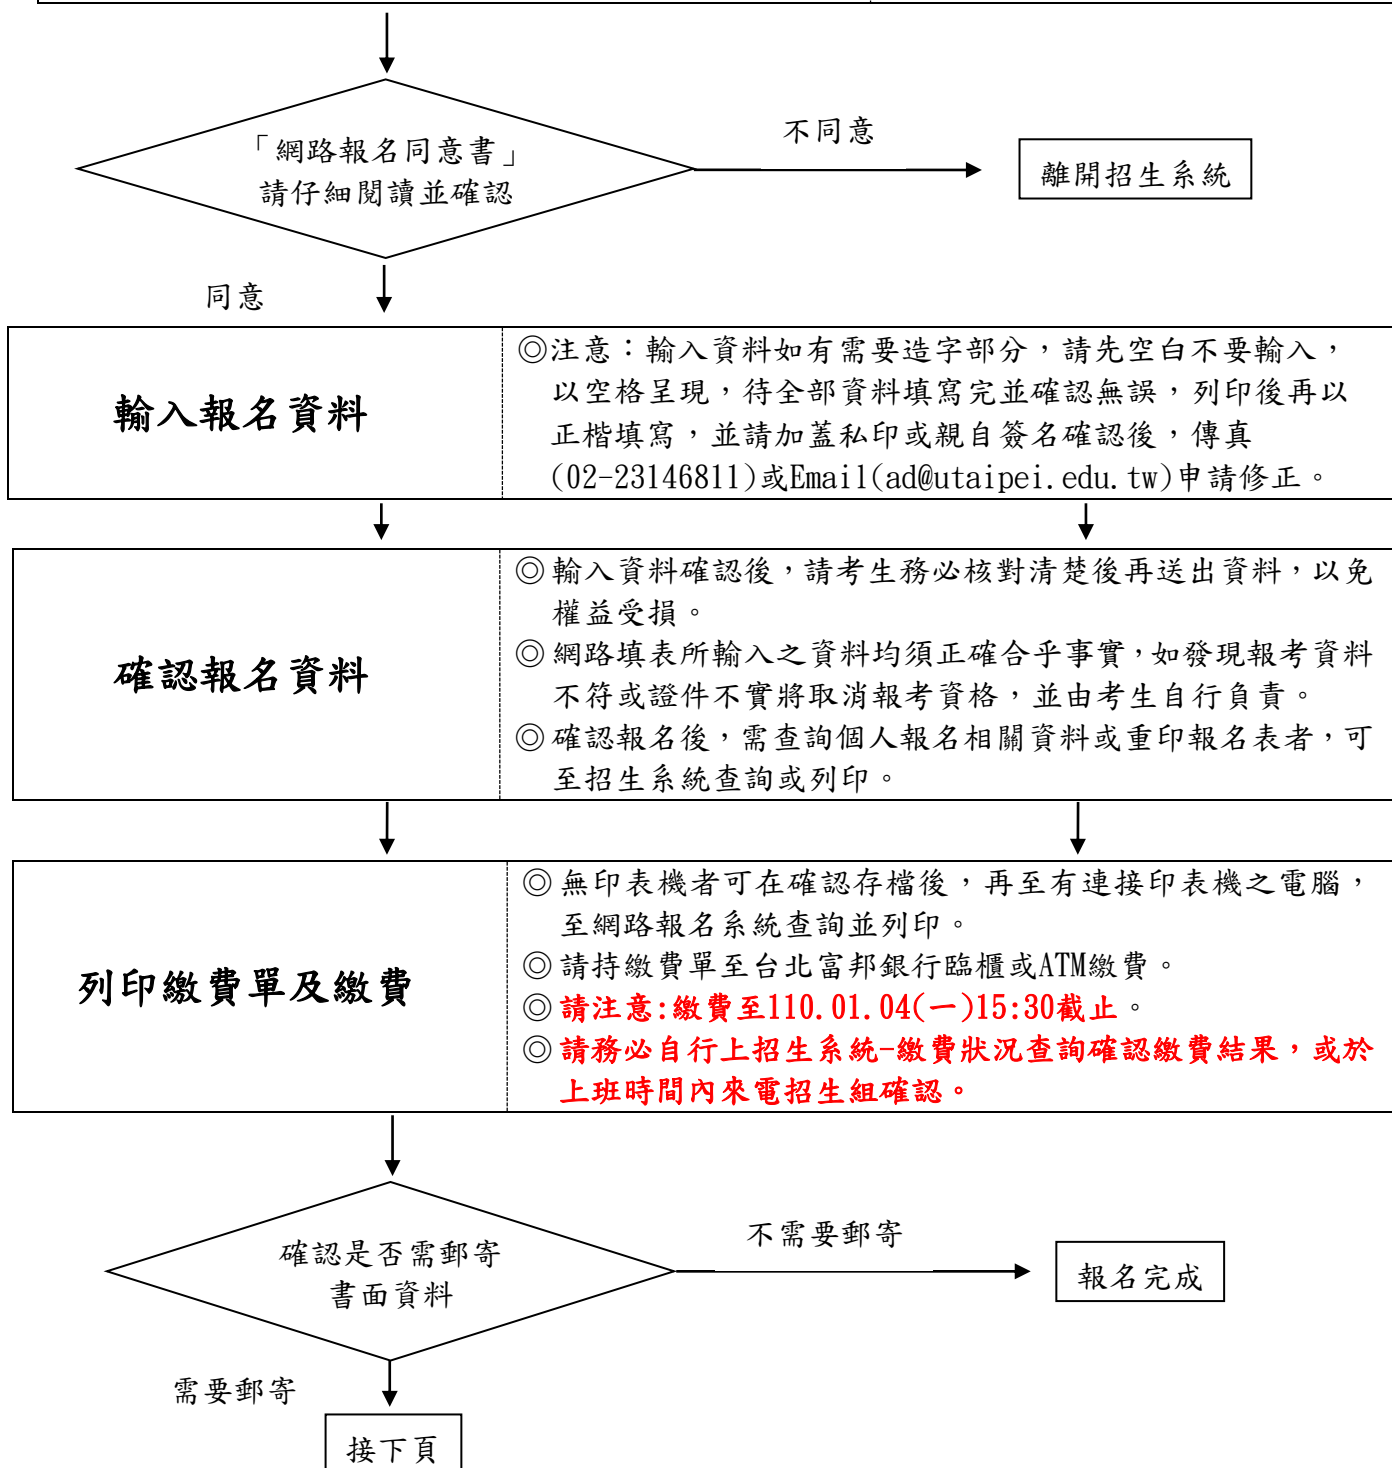 「網路報名同意書」
請仔細閱讀並確認
不同意
離開招生系統
同意
輸入報名資料
◎注意：輸入資料如有需要造字部分，請先空白不要輸入，
以空格呈現，待全部資料填寫完並確認無誤，列印後再以
正楷填寫，並請加蓋私印或親自簽名確認後，傳真
(02-23146811)或Email(ad@utaipei.edu.tw)申請修正。
確認報名資料
◎輸入資料確認後，請考生務必核對清楚後再送出資料，以免
權益受損。
◎網路填表所輸入之資料均須正確合乎事實，如發現報考資料
不符或證件不實將取消報考資格，並由考生自行負責。
◎確認報名後，需查詢個人報名相關資料或重印報名表者，可
至招生系統查詢或列印。
列印繳費單及繳費
◎無印表機者可在確認存檔後，再至有連接印表機之電腦，
至網路報名系統查詢並列印。
◎請持繳費單至台北富邦銀行臨櫃或ATM繳費。
◎請注意:繳費至110.01.04(一)15:30截止。
◎請務必自行上招生系統-繳費狀況查詢確認繳費結果，或於
上班時間內來電招生組確認。
確認是否需郵寄
書面資料
不需要郵寄
報名完成
需要郵寄
接下頁